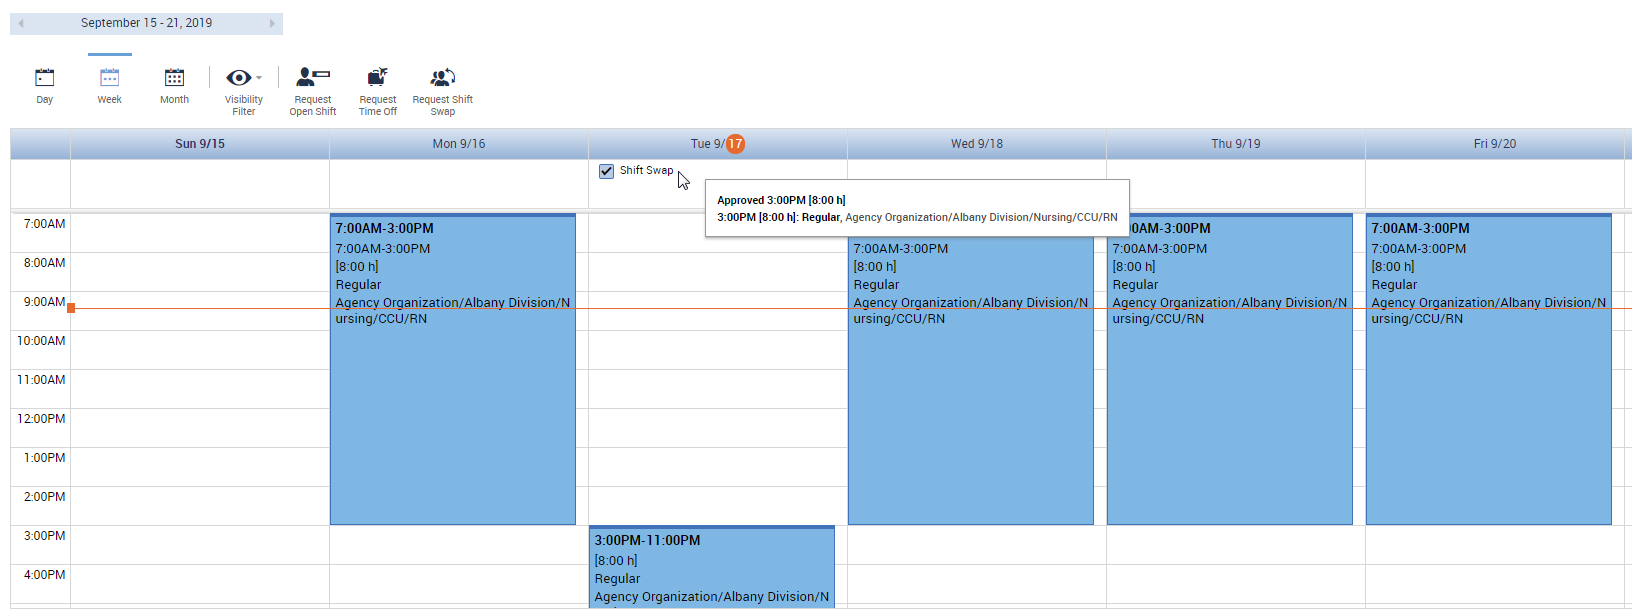 September 15 - 21, 2019
Day
Week
Month
Visibility
Filter
Request
Open Shift
Request
Time Off
Request Shift
Swap
Sun 9/15
Mon 9/16
Tue 9/17
Wed 9/18
Thu 9/19
Fri 9/20
Shift Swap
Approved 3:00PM [8:00 h]
3:00PM [8:00 h]: Regular, Agency Organization/Albany Division/Nursing/CCU/RN
7:00AM
8:00AM
9:00AM
10:00AM
11:00AM
12:00PM
1:00PM
2:00PM
3:00PM
4:00PM
7:00AM-3:00PM
7:00AM-3:00PM
[8:00 h]
Regular
Agency Organization/Albany Division/N
ursing/CCU/RN
3:00PM-11:00PM
[8:00 h]
Regular
Agency Organization/Albany Division/N
7:00AM-3:00PM
[8:00 h]
Regular
Agency Organization/Albany Division/N
ursing/CCU/RN
0AM-3:00PM
7:00AM-3:00PM
[8:00 h]
Regular
Agency Organization/Albany Division/N
ursing/CCU/RN
7:00AM-3:00PM
7:00AM-3:00PM
[8:00 h]
Regular
Agency Organization/Albany Division/N
ursing/CCU/RN